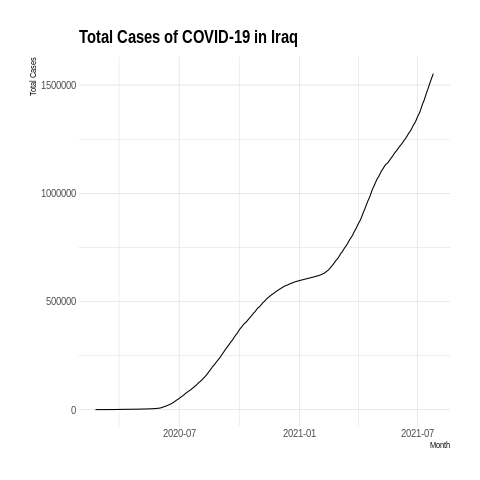 Total Cases of COVID-19 in Iraq
Total Cases
1500000
1000000
500000
0
2020-07
2021-01
2021-07
Month